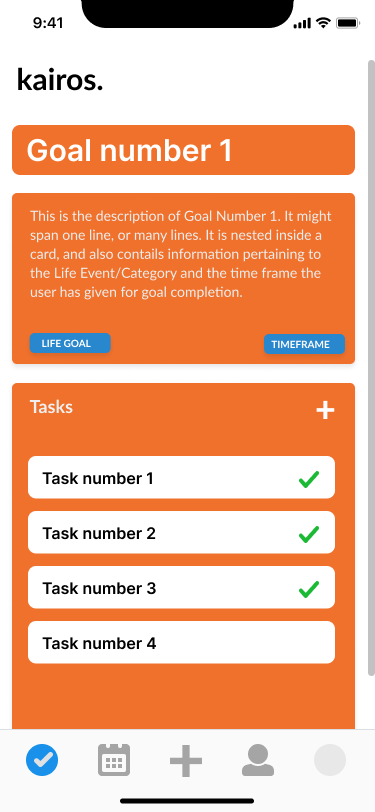 9:41
kairos.
Goal number 1
This is the description of Goal Number 1. It might
span one line, or many lines. It is nested inside a
card, and also contails information pertaining to
the Life Event/Category and the time frame the
user has given for goal completion.
LIFE GOAL
TIMEFRAME
Tasks
Task number 1
Task number 2
Task number 3
Task number 4